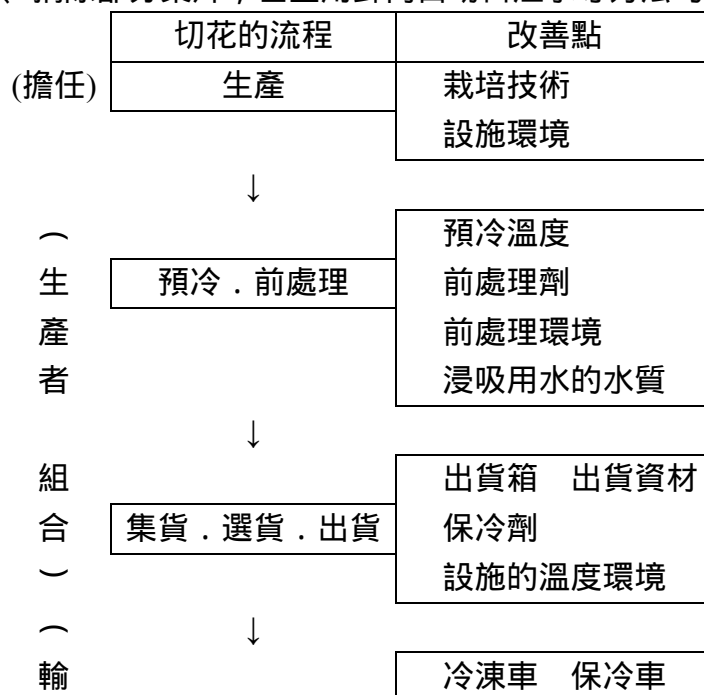 切花的流程 改善點
(擔任) 生產 栽培技術
設施環境
↓
︵ 預冷溫度
生 預冷．前處理 前處理劑
產 前處理環境
者 浸吸用水的水質
↓
組 出貨箱 出貨資材
合 集貨．選貨．出貨 保冷劑
︶ 設施的溫度環境
︵ ↓
輸 冷凍車 保冷車